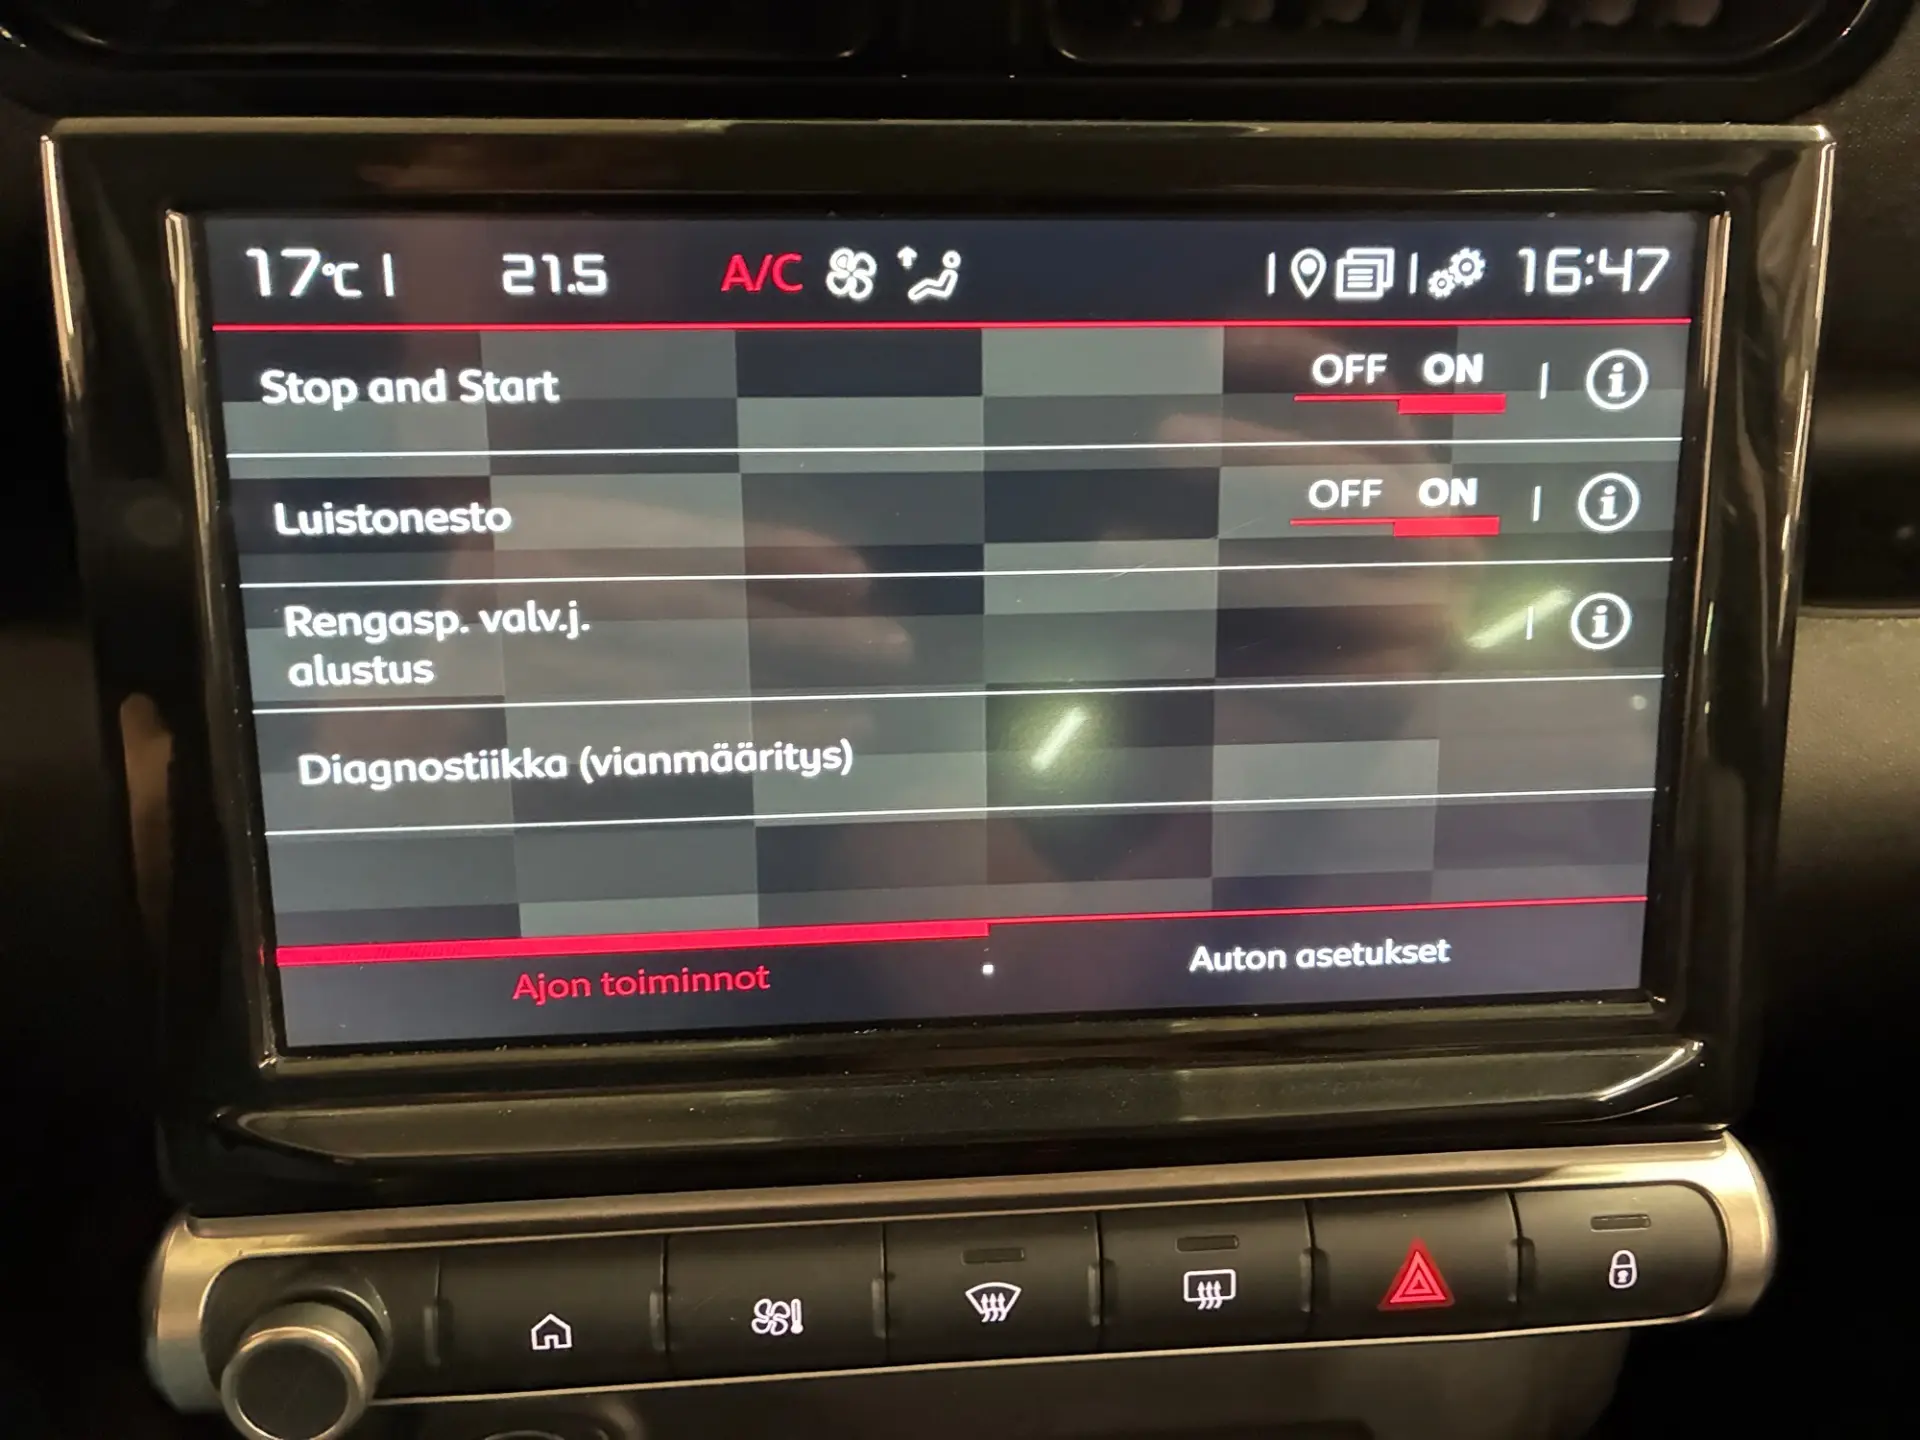 17°C 21.5 A/C 16:47
Stop and Start OFF ON
Luistonesto OFF ON
Rengasp. valv.j.
alustus
Diagnostiikka (vianmääritys)
Ajon toiminnot Auton asetukset